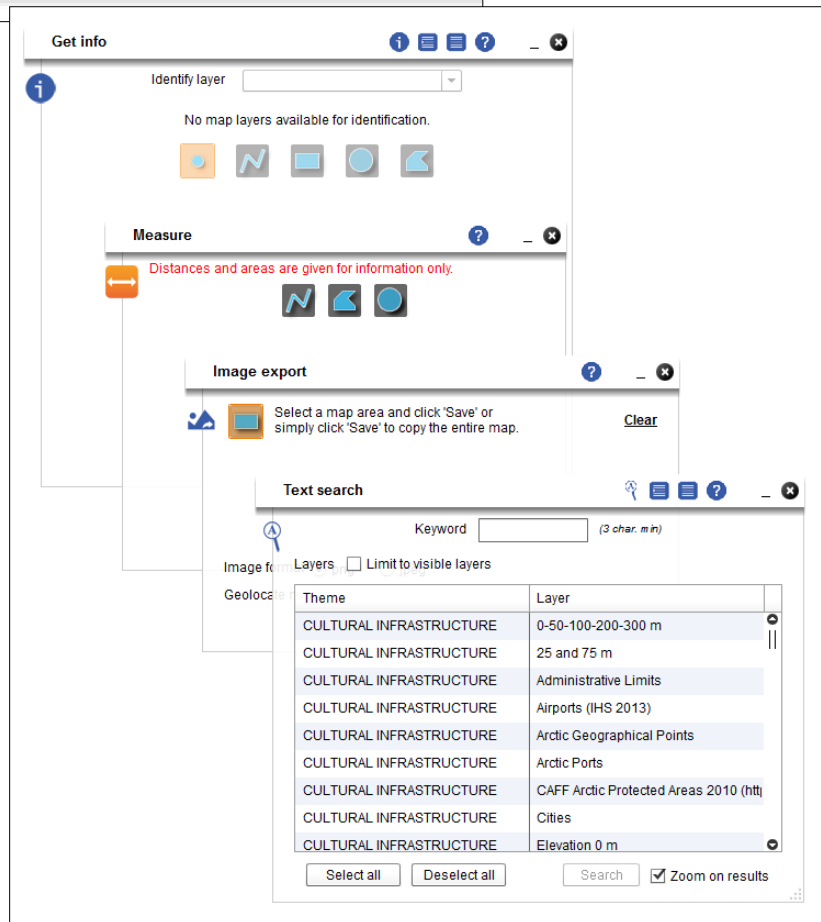 Get info
Identify layer
No map layers available for identification.
Measure
Distances and areas are given for information only.
Image export
Select a map area and click 'Save' or
simply click 'Save' to copy the entire map.
Clear
Text search
Keyword
(3 char. min)
Image
Layers
Limit to visible layers
Geolocate
Theme
Layer
CULTURAL INFRASTRUCTURE
0-50-100-200-300 m
CULTURAL INFRASTRUCTURE
25 and 75 m
CULTURAL INFRASTRUCTURE
Administrative Limits
CULTURAL INFRASTRUCTURE
Airports (IHS 2013)
CULTURAL INFRASTRUCTURE
Arctic Geographical Points
CULTURAL INFRASTRUCTURE
Arctic Ports
CULTURAL INFRASTRUCTURE
CAFF Arctic Protected Areas 2010 (http
CULTURAL INFRASTRUCTURE
Cities
CULTURAL INFRASTRUCTURE
Elevation 0 m
Select all
Deselect all
Search
Zoom on results